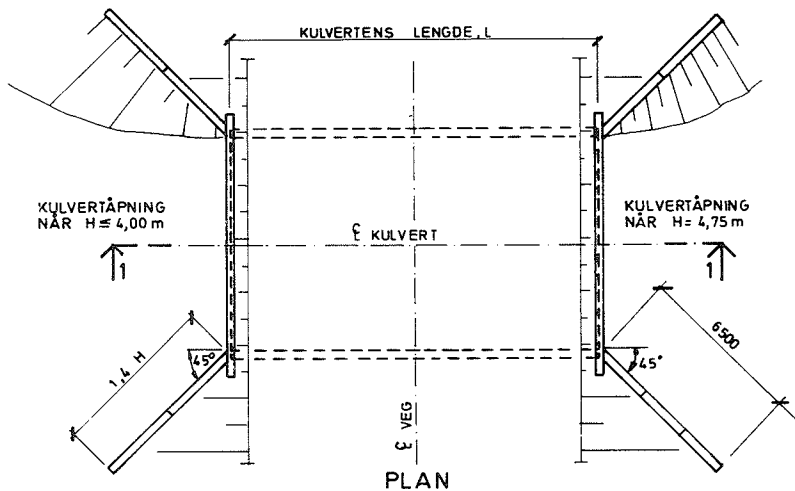 KULVERTENS LENGDE, L
KULVERTÅPNING
NÅR H ≤ 4,00 m
KULVERTÅPNING
NÅR H = 4,75 m
℄ KULVERT
1
1
1,4 H
45°
45°
6500
℄ VEG
PLAN